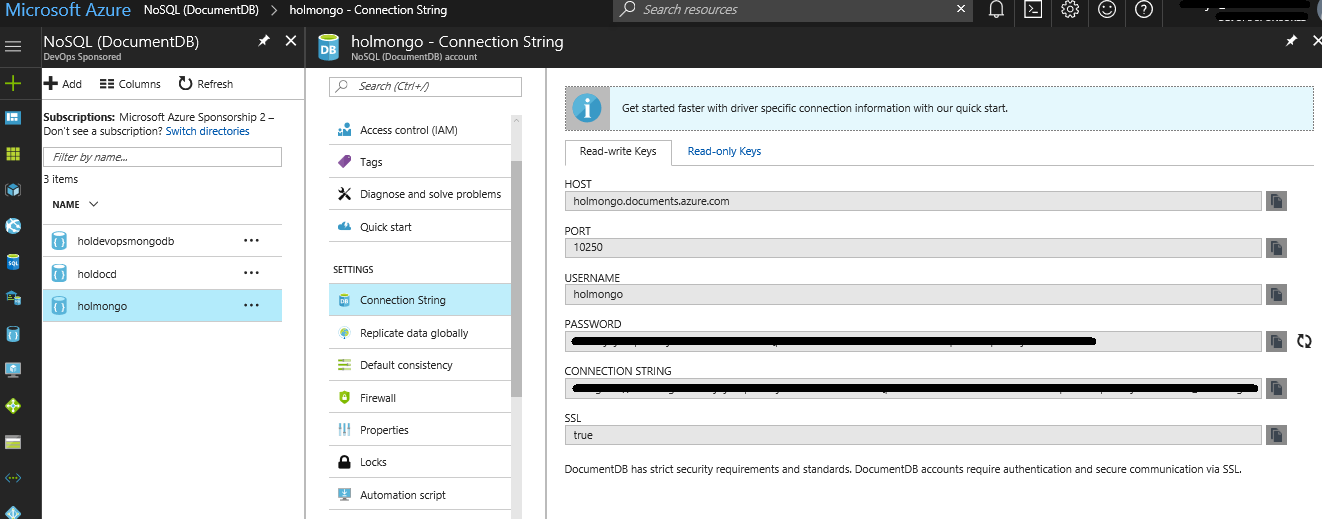 Microsoft Azure NoSQL (DocumentDB) > holmongo - Connection String
Search resources
NoSQL (DocumentDB)
DevOps Sponsored
Add Columns Refresh
Subscriptions: Microsoft Azure Sponsorship 2 –
Don't see a subscription? Switch directories
Filter by name...
3 items
NAME
holdevopsmongodb
holdocd
holmongo
holmongo - Connection String
NoSQL (DocumentDB) account
Search (Ctrl+/)
Access control (IAM)
Tags
Diagnose and solve problems
Quick start
SETTINGS
Connection String
Replicate data globally
Default consistency
Firewall
Properties
Locks
Automation script
Get started faster with driver specific connection information with our quick start.
Read-write Keys Read-only Keys
HOST
holmongo.documents.azure.com
PORT
10250
USERNAME
holmongo
PASSWORD
CONNECTION STRING
SSL
true
DocumentDB has strict security requirements and standards. DocumentDB accounts require authentication and secure communication via SSL.